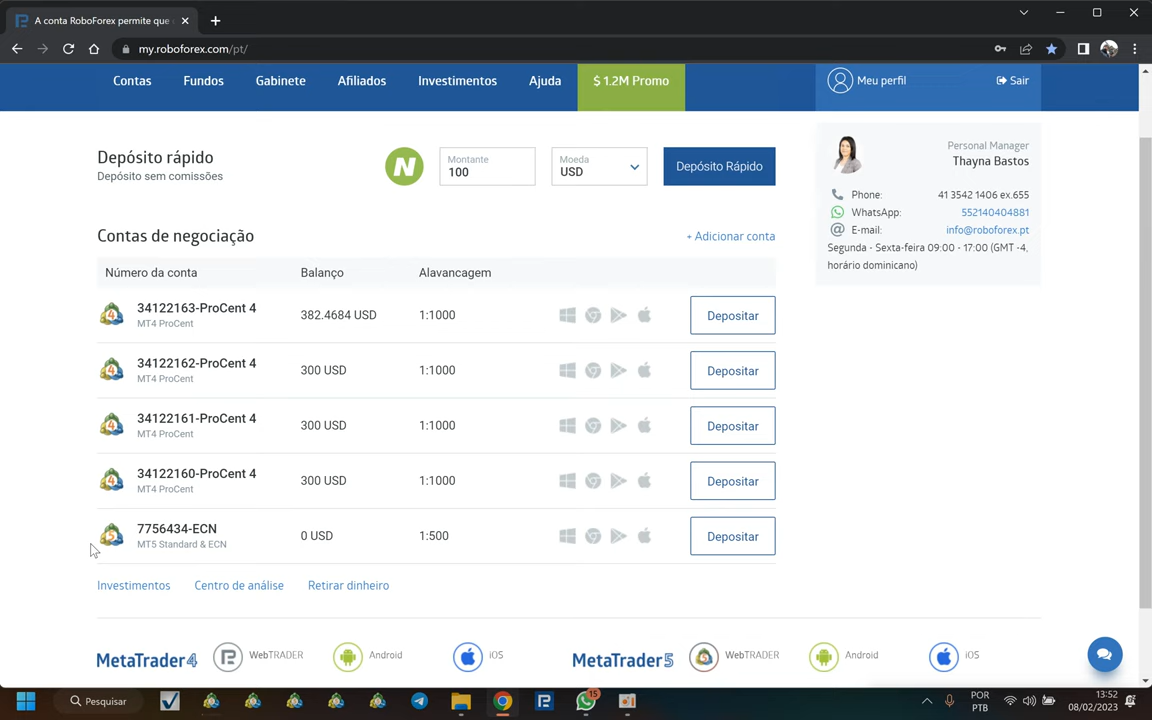 A conta RoboForex permite que
my.roboforex.com/pt/
Contas Fundos Gabinete Afiliados Investimentos Ajuda $ 1.2M Promo Meu perfil Sair
Depósito rápido
Depósito sem comissões
N
Montante
100
Moeda
USD
Depósito Rápido
Personal Manager
Thayna Bastos
Phone: 41 3542 1406 ex.655
WhatsApp: 552140404881
E-mail: info@roboforex.pt
Segunda - Sexta-feira 09:00 - 17:00 (GMT -4,
horário dominicano)
Contas de negociação + Adicionar conta
Número da conta Balanço Alavancagem
34122163-ProCent 4
MT4 ProCent
382.4684 USD 1:1000 Depositar
34122162-ProCent 4
MT4 ProCent
300 USD 1:1000 Depositar
34122161-ProCent 4
MT4 ProCent
300 USD 1:1000 Depositar
34122160-ProCent 4
MT4 ProCent
300 USD 1:1000 Depositar
7756434-ECN
MT5 Standard & ECN
0 USD 1:500 Depositar
Investimentos Centro de análise Retirar dinheiro
MetaTrader4 WebTRADER Android iOS MetaTrader5 WebTRADER Android iOS
Pesquisar
15
POR
PTB
13:52
08/02/2023